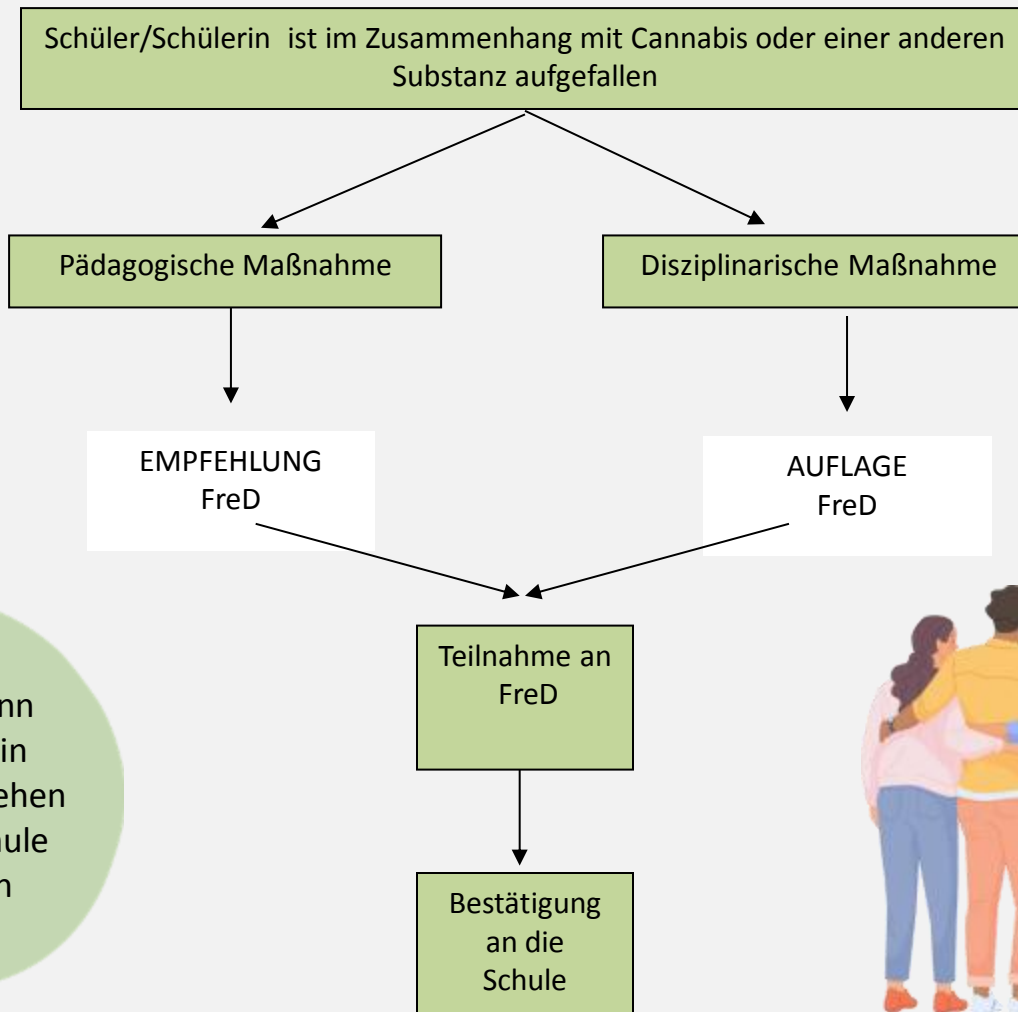 Schüler/Schülerin ist im Zusammenhang mit Cannabis oder einer anderen
Substanz aufgefallen
Pädagogische Maßnahme
Disziplinarische Maßnahme
EMPFEHLUNG
FreD
AUFLAGE
FreD
Teilnahme an
FreD
Bestätigung
an die
Schule